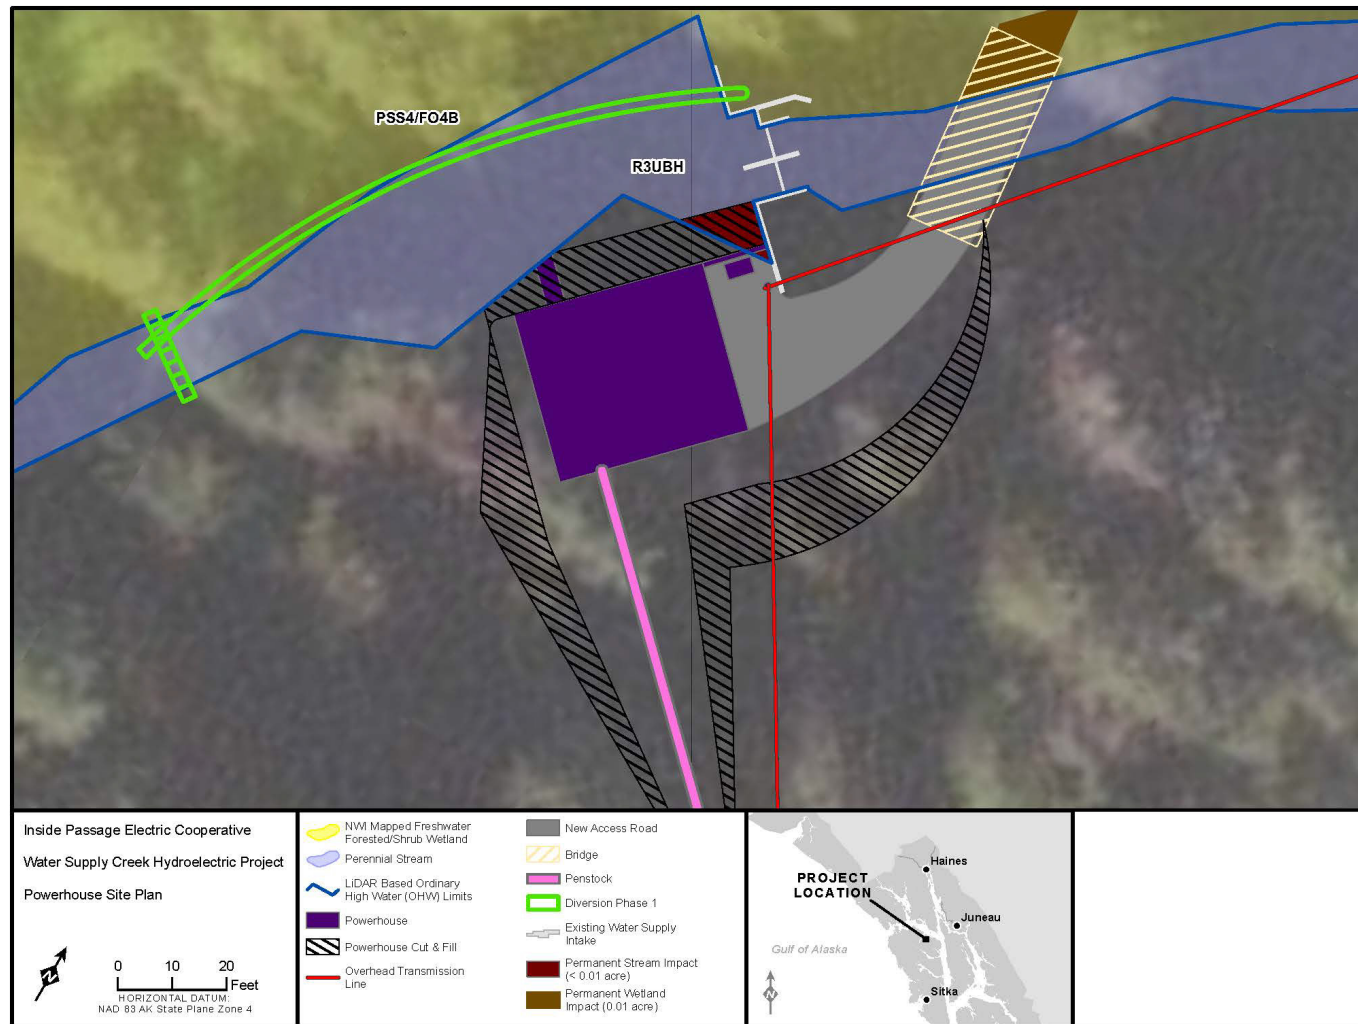 PSS4/FO4B
R3UBH
Inside Passage Electric Cooperative
Water Supply Creek Hydroelectric Project
Powerhouse Site Plan
N
0 10 20
Feet
HORIZONTAL DATUM:
NAD 83 AK State Plane Zone 4
NWI Mapped Freshwater
Forested/Shrub Wetland
Perennial Stream
LiDAR Based Ordinary
High Water (OHW) Limits
Powerhouse
Powerhouse Cut & Fill
Overhead Transmission
Line
New Access Road
Bridge
Penstock
Diversion Phase 1
Existing Water Supply
Intake
Permanent Stream Impact
(< 0.01 acre)
Permanent Wetland
Impact (0.01 acre)
Haines
PROJECT
LOCATION
Juneau
Gulf of Alaska
N
Sitka